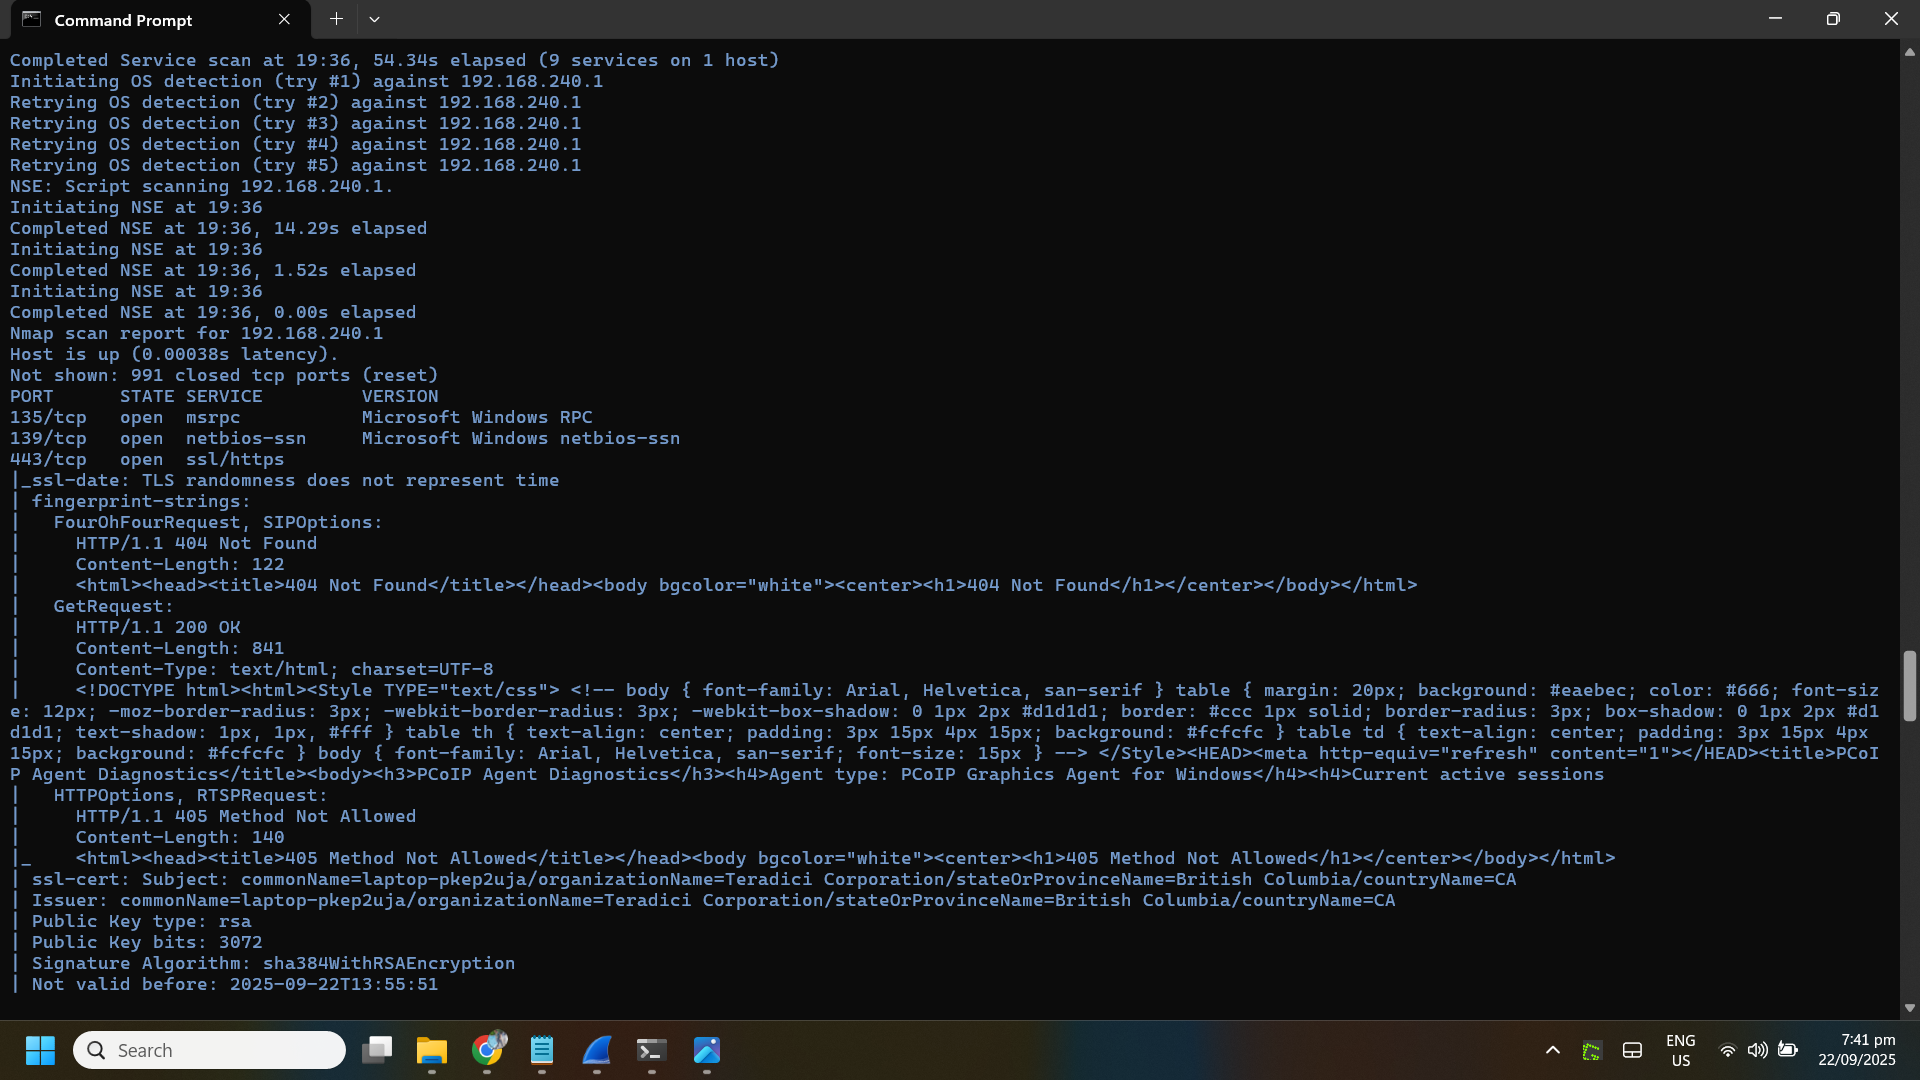 Command Prompt
Completed Service scan at 19:36, 54.34s elapsed (9 services on 1 host)
Initiating OS detection (try #1) against 192.168.240.1
Retrying OS detection (try #2) against 192.168.240.1
Retrying OS detection (try #3) against 192.168.240.1
Retrying OS detection (try #4) against 192.168.240.1
Retrying OS detection (try #5) against 192.168.240.1
NSE: Script scanning 192.168.240.1.
Initiating NSE at 19:36
Completed NSE at 19:36, 14.29s elapsed
Initiating NSE at 19:36
Completed NSE at 19:36, 1.52s elapsed
Initiating NSE at 19:36
Completed NSE at 19:36, 0.00s elapsed
Nmap scan report for 192.168.240.1
Host is up (0.00038s latency).
Not shown: 991 closed tcp ports (reset)
PORT      STATE SERVICE         VERSION
135/tcp   open  msrpc           Microsoft Windows RPC
139/tcp   open  netbios-ssn     Microsoft Windows netbios-ssn
443/tcp   open  ssl/https
|_ssl-date: TLS randomness does not represent time
| fingerprint-strings:
|   FourOhFourRequest, SIPOptions:
|     HTTP/1.1 404 Not Found
|     Content-Length: 122
|     <html><head><title>404 Not Found</title></head><body bgcolor="white"><center><h1>404 Not Found</h1></center></body></html>
|   GetRequest:
|     HTTP/1.1 200 OK
|     Content-Length: 841
|     Content-Type: text/html; charset=UTF-8
|     <!DOCTYPE html><html><Style TYPE="text/css"> <!-- body { font-family: Arial, Helvetica, san-serif } table { margin: 20px; background: #eaebec; color: #666; font-siz
e: 12px; -moz-border-radius: 3px; -webkit-border-radius: 3px; -webkit-box-shadow: 0 1px 2px #d1d1d1; border: #ccc 1px solid; border-radius: 3px; box-shadow: 0 1px 2px #d1
d1d1; text-shadow: 1px, 1px, #fff } table th { text-align: center; padding: 3px 15px 4px 15px; background: #fcfcfc } table td { text-align: center; padding: 3px 15px 4px
15px; background: #fcfcfc } body { font-family: Arial, Helvetica, san-serif; font-size: 15px } --> </Style><HEAD><meta http-equiv="refresh" content="1"></HEAD><title>PCoI
P Agent Diagnostics</title><body><h3>PCoIP Agent Diagnostics</h3><h4>Agent type: PCoIP Graphics Agent for Windows</h4><h4>Current active sessions
|   HTTPOptions, RTSPRequest:
|     HTTP/1.1 405 Method Not Allowed
|     Content-Length: 140
|_    <html><head><title>405 Method Not Allowed</title></head><body bgcolor="white"><center><h1>405 Method Not Allowed</h1></center></body></html>
| ssl-cert: Subject: commonName=laptop-pkep2uja/organizationName=Teradici Corporation/stateOrProvinceName=British Columbia/countryName=CA
| Issuer: commonName=laptop-pkep2uja/organizationName=Teradici Corporation/stateOrProvinceName=British Columbia/countryName=CA
| Public Key type: rsa
| Public Key bits: 3072
| Signature Algorithm: sha384WithRSAEncryption
| Not valid before: 2025-09-22T13:55:51
Search
ENG
US
7:41 pm
22/09/2025